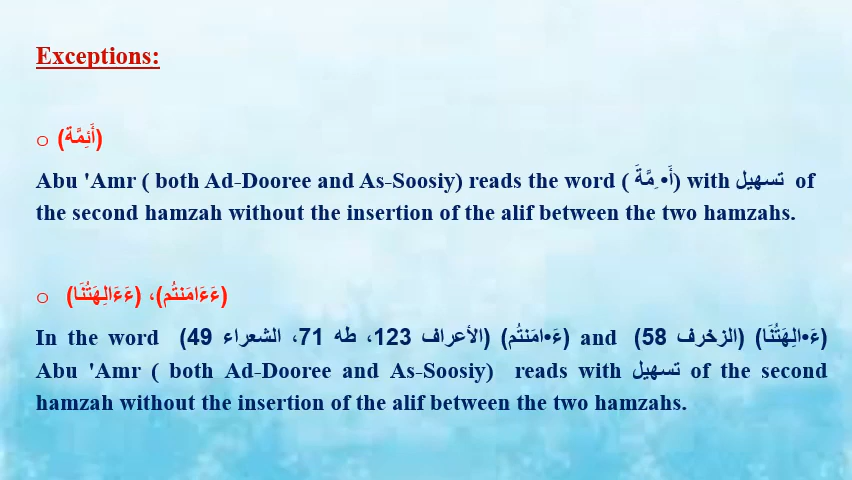 Exceptions:
o (أَئِمَّة)
Abu 'Amr ( both Ad-Dooree and As-Soosiy) reads the word ( أَ•ِمَّةَ) with تسهيل of
the second hamzah without the insertion of the alif between the two hamzahs.
o (ءَءَامَنتُم)، (ءَءَالِهَتُنَا)
In the word (ءَ•امَنتُم) (الأعراف 123، طه 71، الشعراء 49) and (ءَ•الِهَتُنَا) (الزخرف 58)
Abu 'Amr ( both Ad-Dooree and As-Soosiy) reads with تسهيل of the second
hamzah without the insertion of the alif between the two hamzahs.